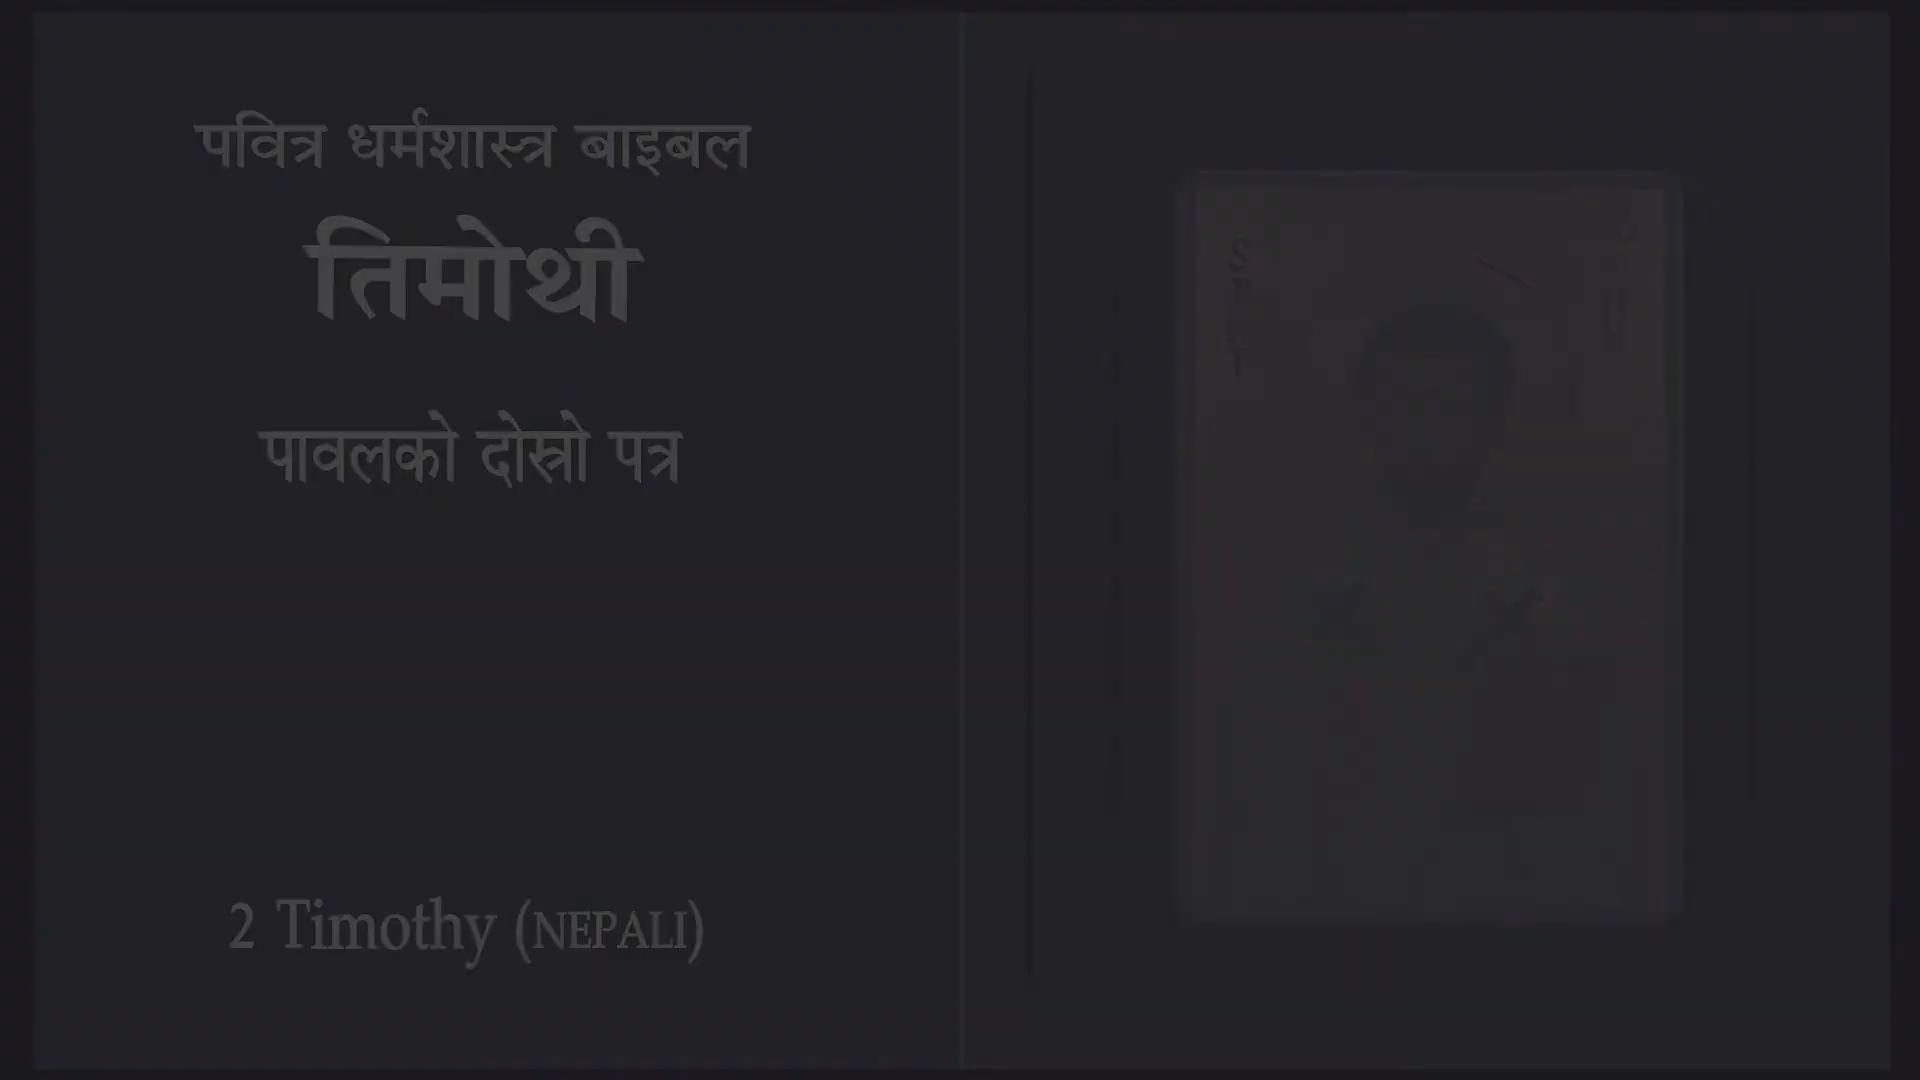 पवित्र धर्मशास्त्र बाइबल
तिमोथी
पावलको दोस्रो पत्र
2 Timothy (NEPALI)